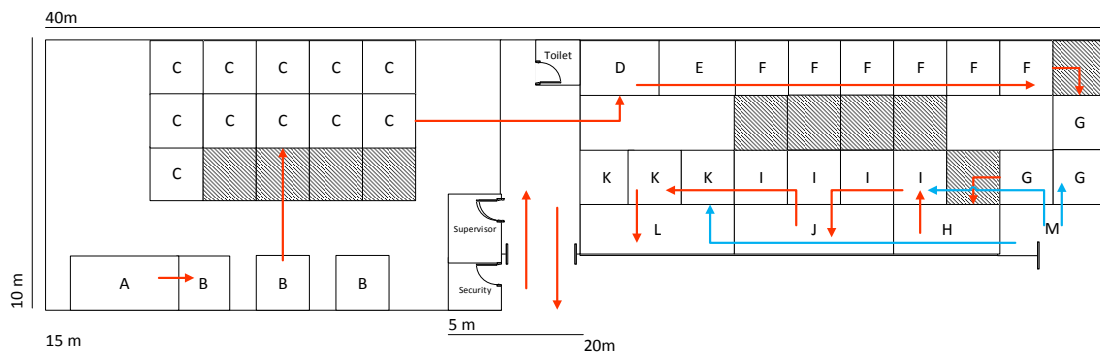 40m
Toilet
C C C C C
D E F F F F F F
C C C C C
G
C
K K K I I I I G G
Supervisor
L J H M
A B B B
Security
10 m
15 m
5 m
20m